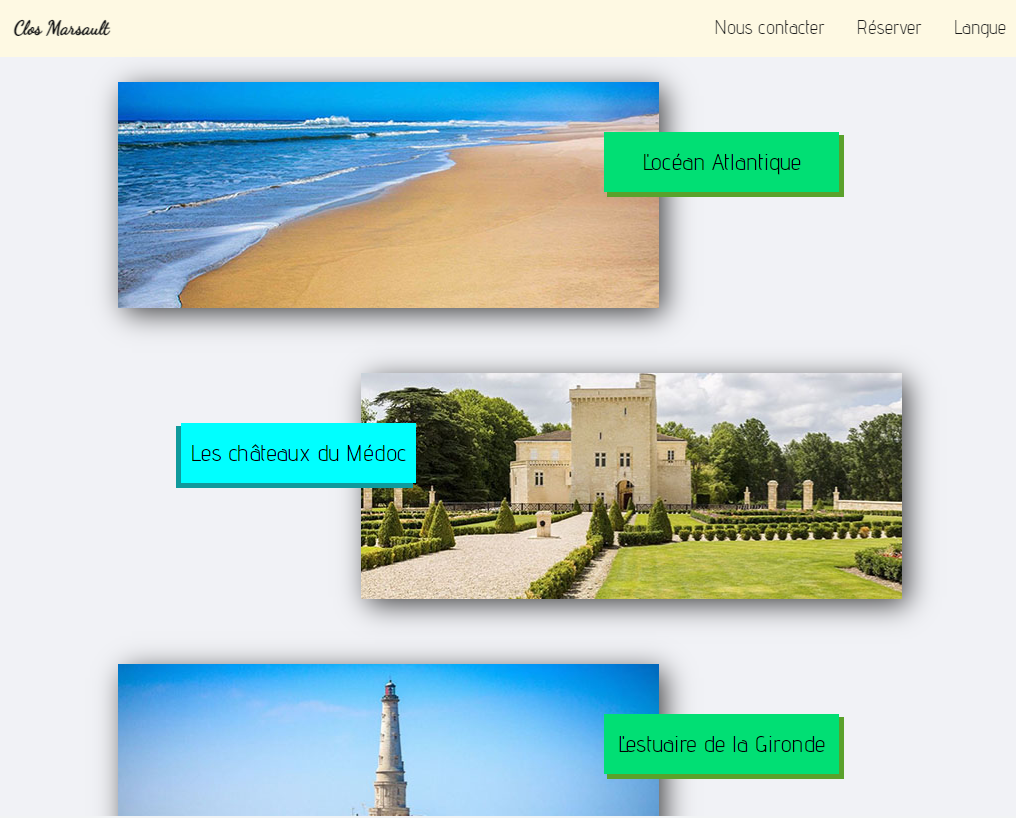 Clos Marsault
Nous contacter Réserver Langue
L'océan Atlantique
Les châteaux du Médoc
L'estuaire de la Gironde